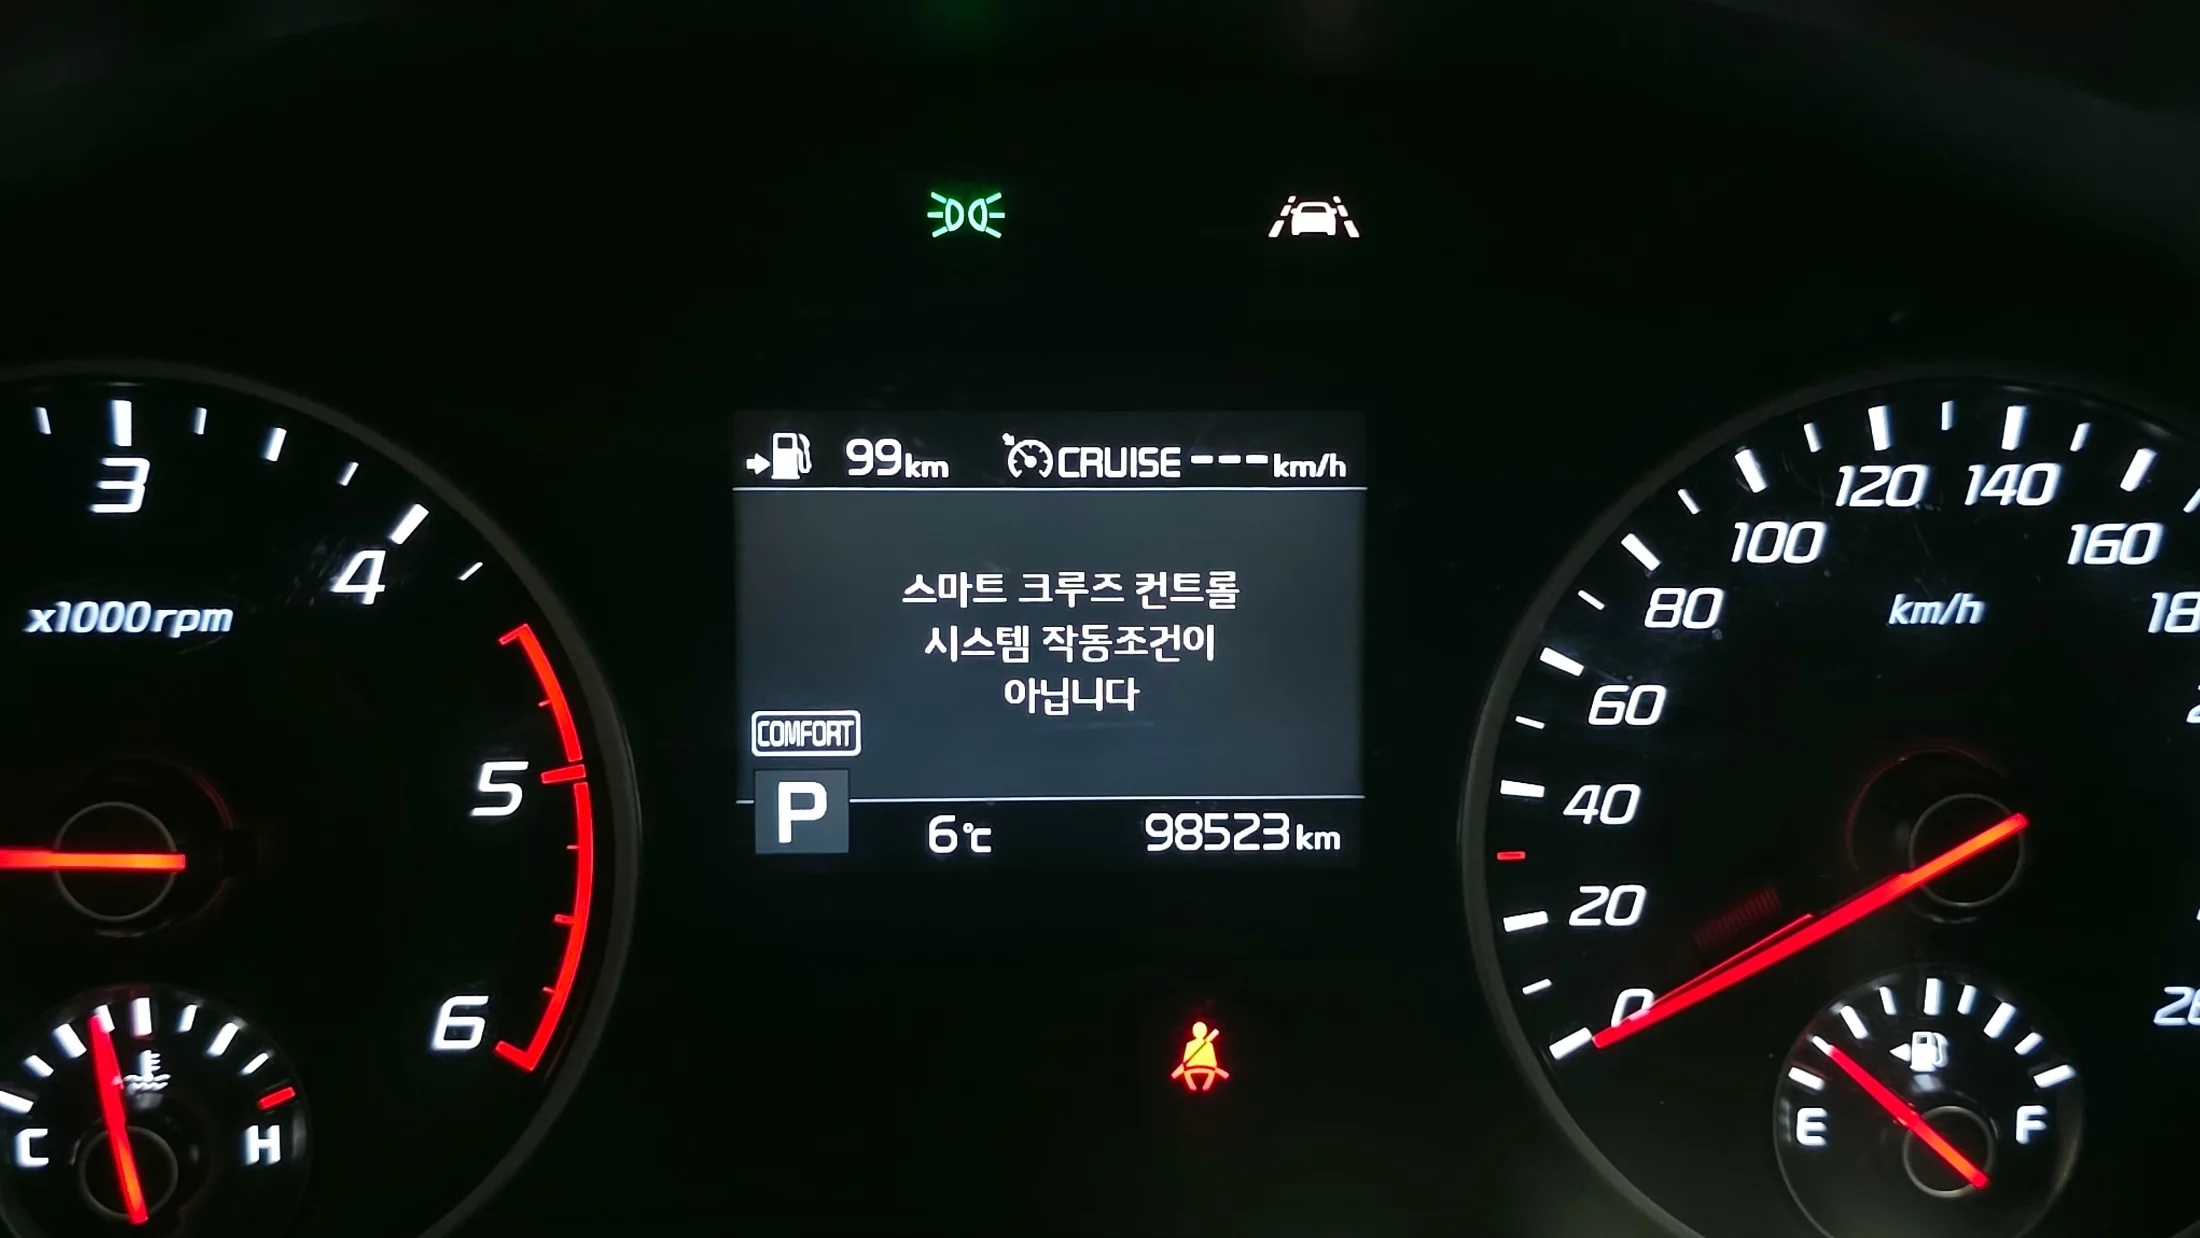 99km CRUISE ---km/h
스마트 크루즈 컨트롤
시스템 작동조건이
아닙니다
COMFORT
P 6℃ 98523km
3
4
x1000rpm
5
6
C H
120 140
100 160
80 km/h
60
40
20
0
E F